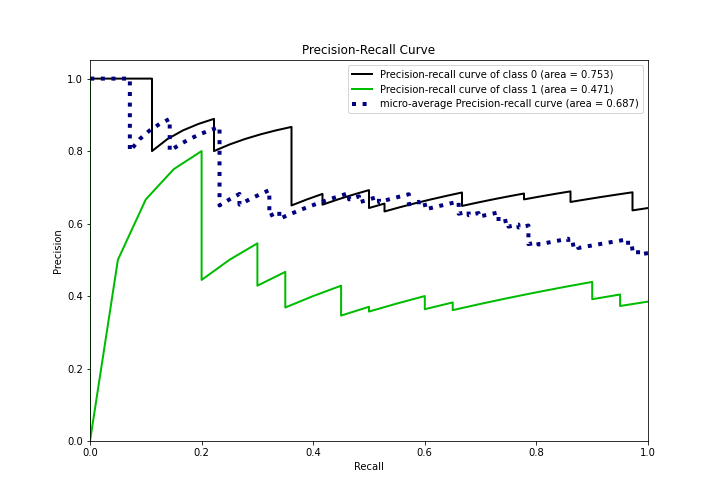 Precision-Recall Curve
Precision-recall curve of class 0 (area = 0.753)
Precision-recall curve of class 1 (area = 0.471)
micro-average Precision-recall curve (area = 0.687)
1.0
0.8
0.6
0.4
0.2
0.0
Precision
0.0 0.2 0.4 0.6 0.8 1.0
Recall